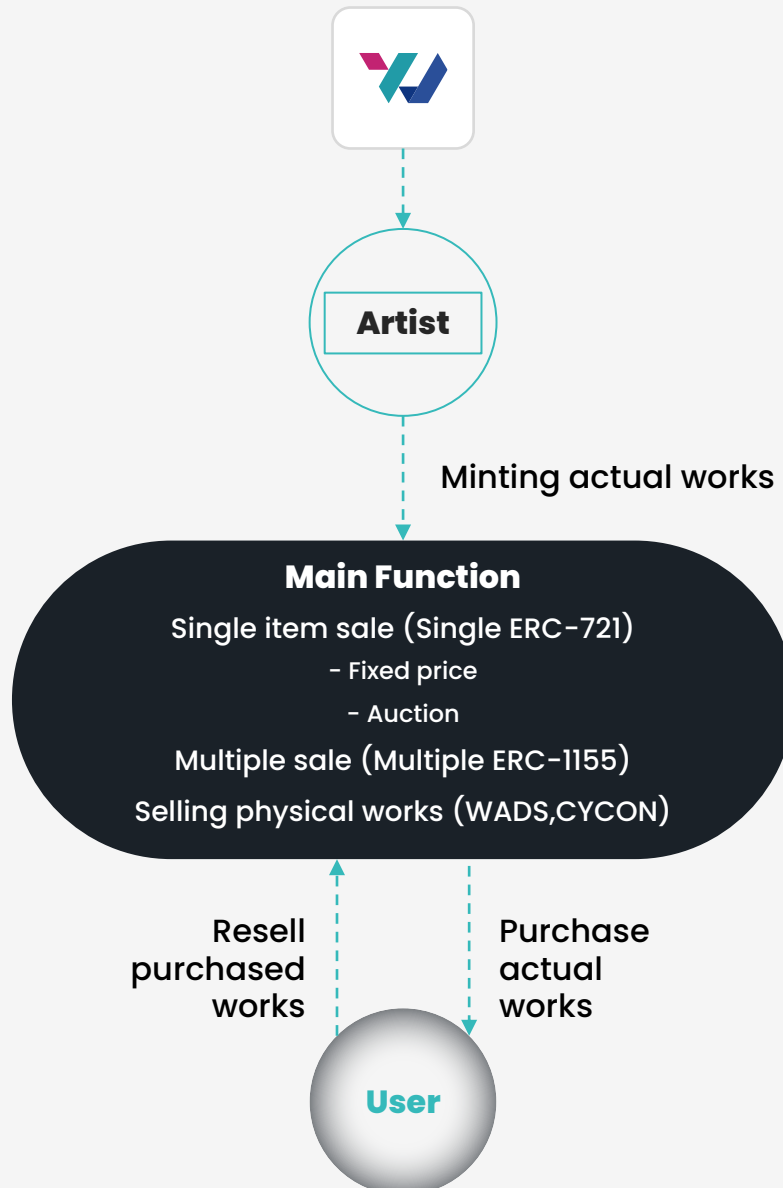 Artist
Minting actual works
Main Function
Single item sale (Single ERC-721)
- Fixed price
- Auction
Multiple sale (Multiple ERC-1155)
Selling physical works (WADS,CYCON)
Resell
purchased
works
Purchase
actual
works
User